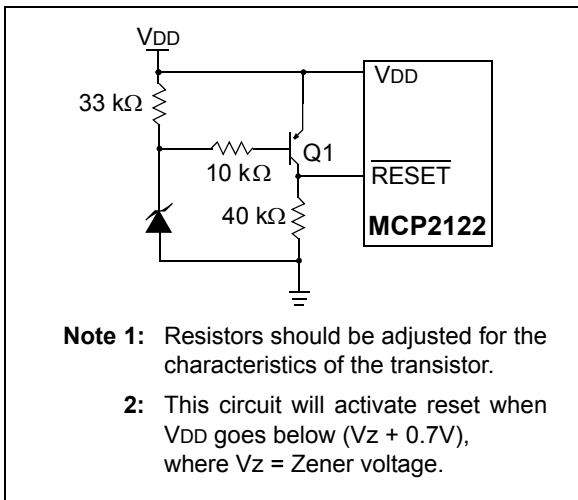 VDD
VDD
33 kΩ
Q1
10 kΩ
RESET
40 kΩ
MCP2122
Note 1: Resistors should be adjusted for the
characteristics of the transistor.
2: This circuit will activate reset when
VDD goes below (Vz + 0.7V),
where Vz = Zener voltage.